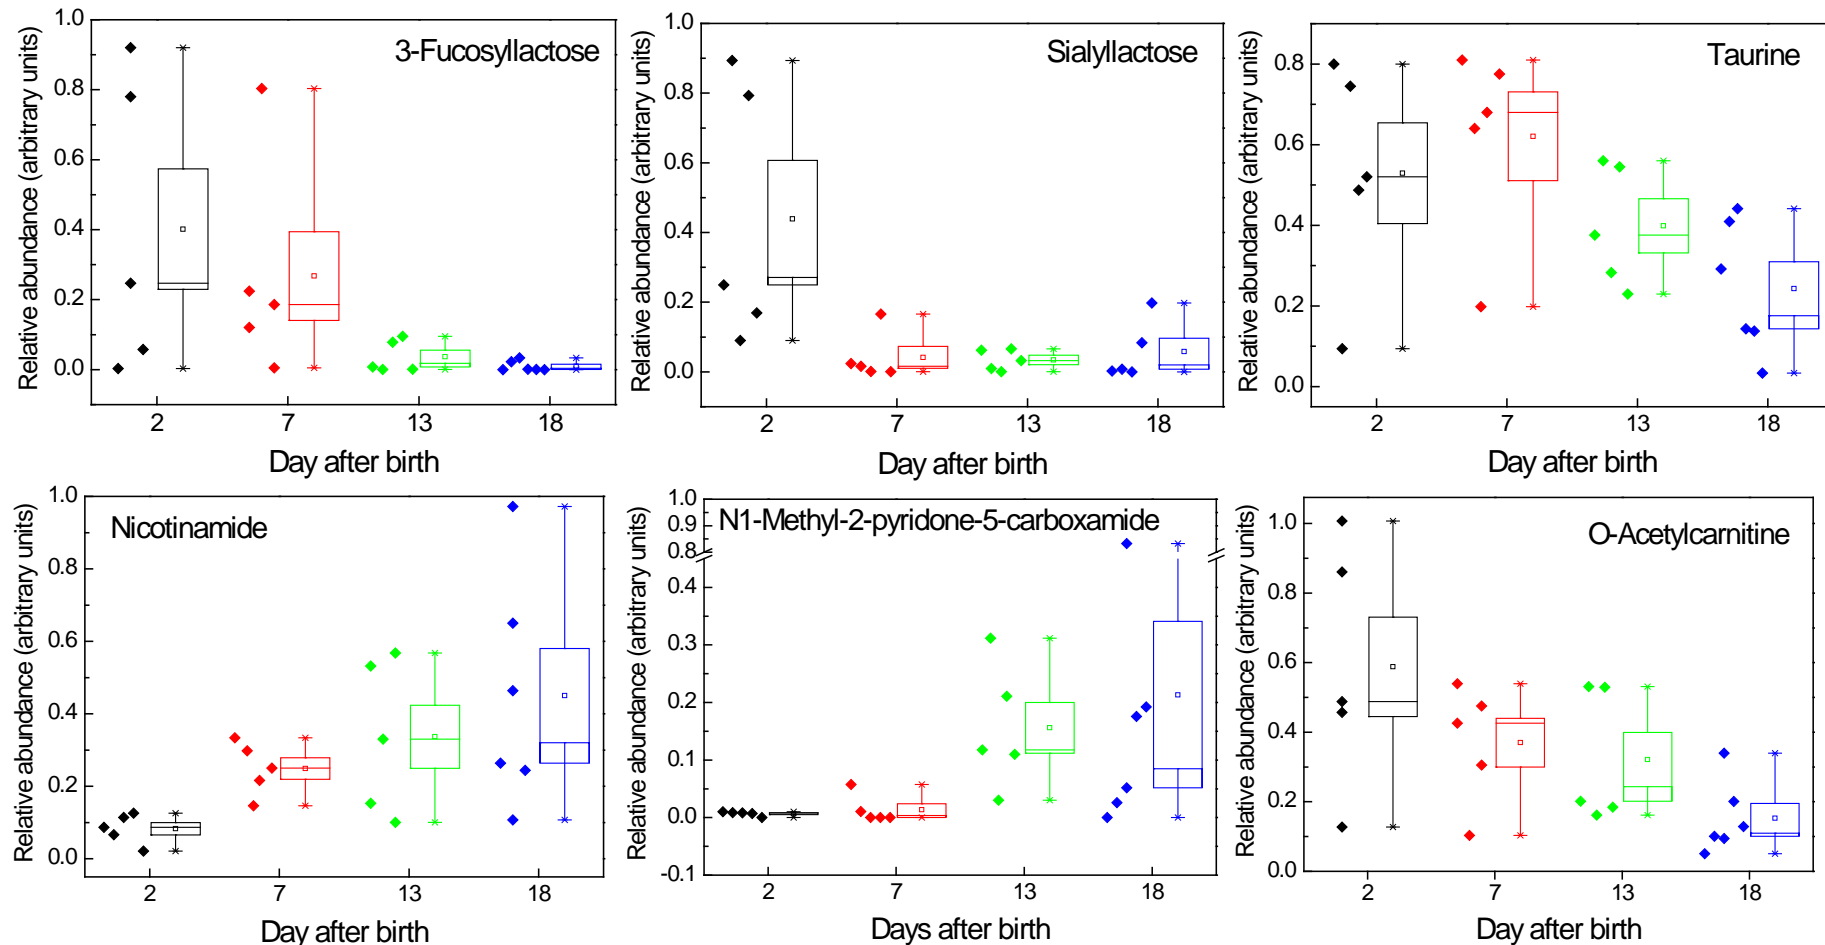 3-Fucosyllactose
Relative abundance (arbitrary units)
1.0
0.8
0.6
0.4
0.2
0.0
2 7 13 18
Day after birth
Sialyllactose
Relative abundance (arbitrary units)
1.0
0.8
0.6
0.4
0.2
0.0
2 7 13 18
Day after birth
Taurine
Relative abundance (arbitrary units)
0.8
0.6
0.4
0.2
0.0
2 7 13 18
Day after birth
Nicotinamide
Relative abundance (arbitrary units)
1.0
0.8
0.6
0.4
0.2
0.0
2 7 13 18
Day after birth
N1-Methyl-2-pyridone-5-carboxamide
Relative abundance (arbitrary units)
1.0
0.9
0.8
0.4
0.3
0.2
0.1
0.0
-0.1
2 7 13 18
Days after birth
O-Acetylcarnitine
Relative abundance (arbitrary units)
1.0
0.8
0.6
0.4
0.2
0.0
2 7 13 18
Day after birth